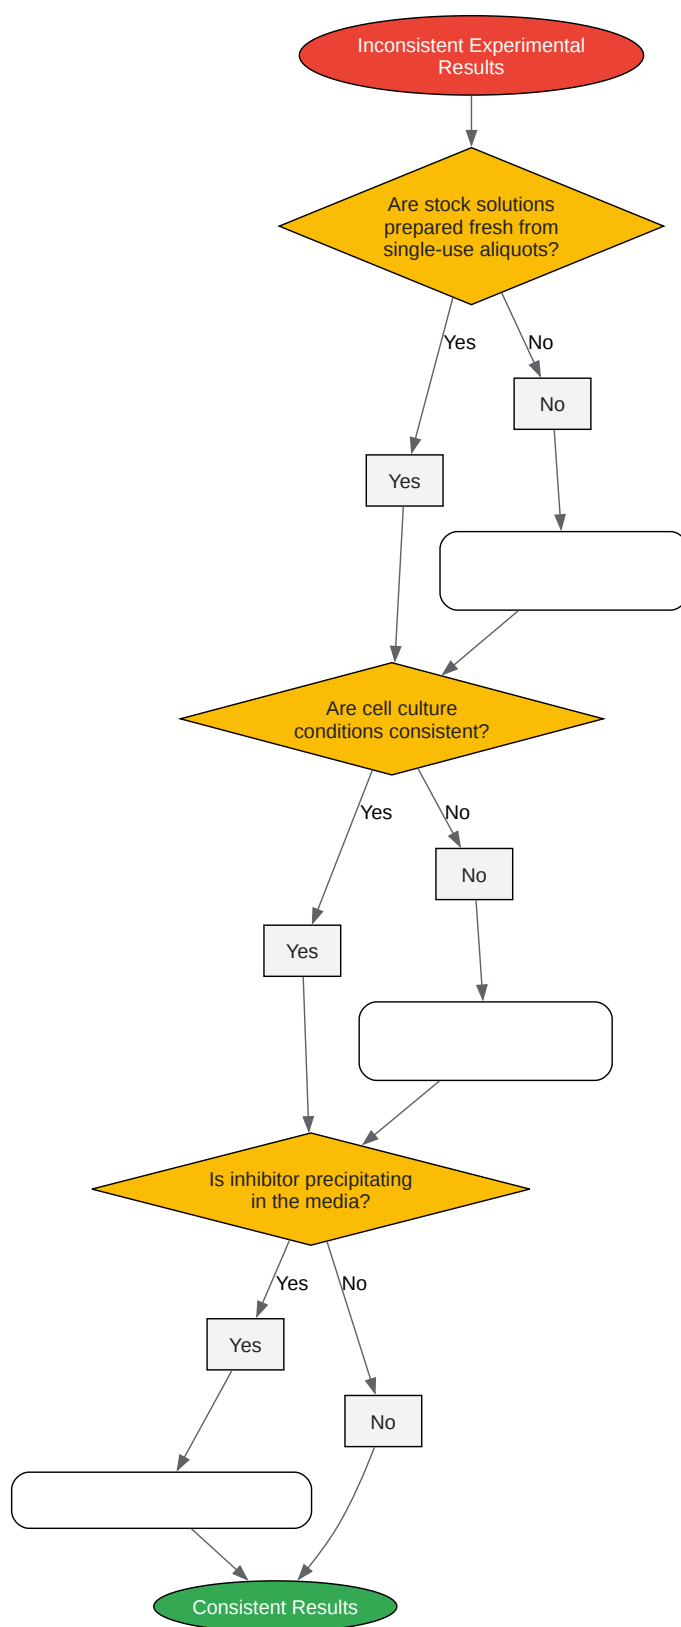 Inconsistent Experimental
Results
Are stock solutions
prepared fresh from
single-use aliquots?
Yes
No
No
Yes
Are cell culture
conditions consistent?
Yes
No
No
Yes
Is inhibitor precipitating
in the media?
Yes
No
Yes
No
Consistent Results